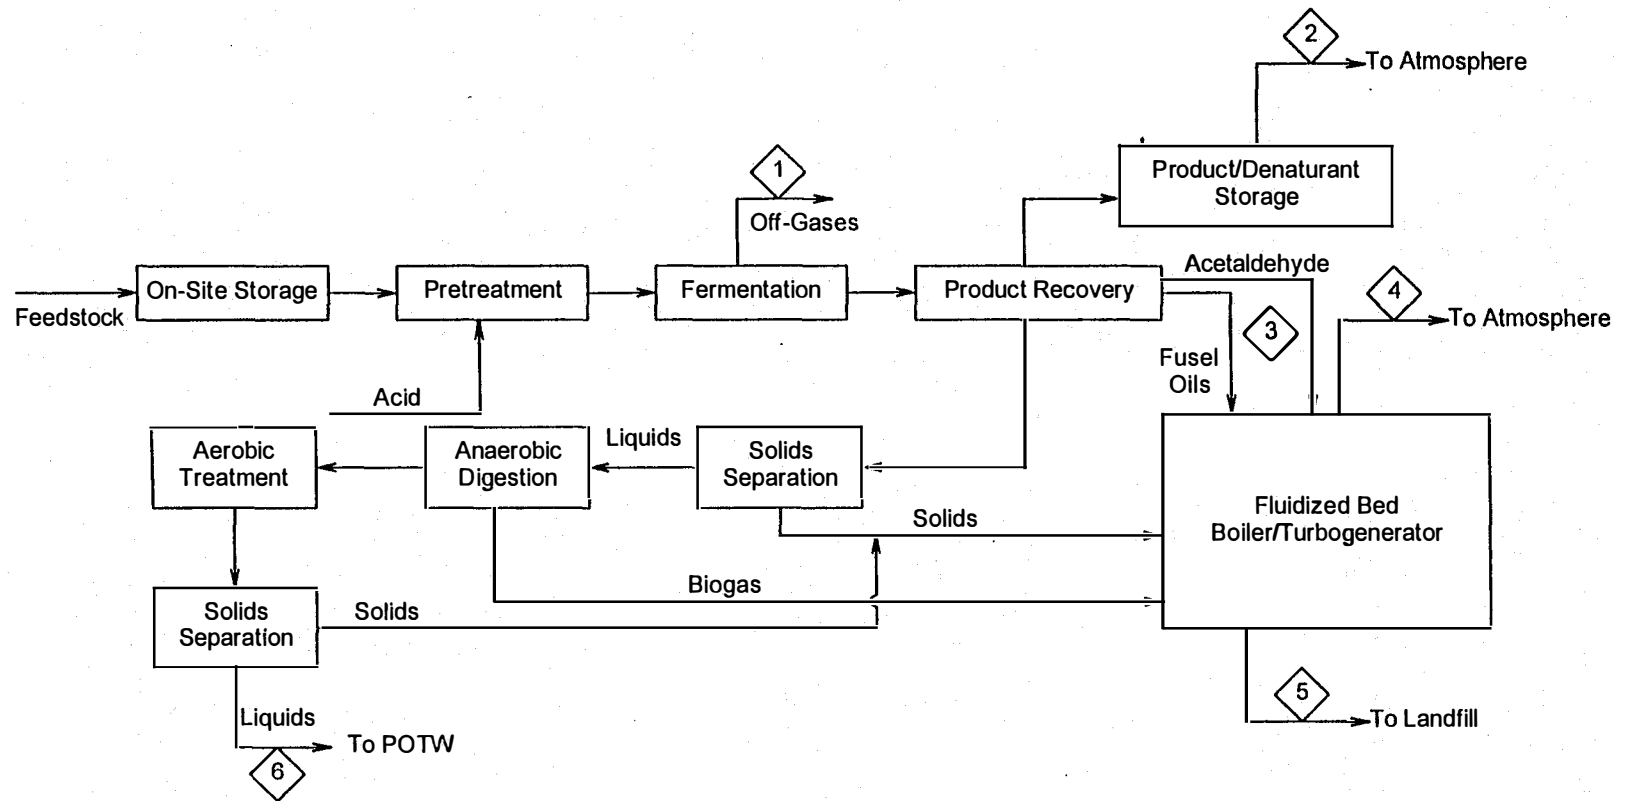 2
To Atmosphere
1
Off-Gases
Product/Denaturant
Storage
Feedstock
On-Site Storage
Pretreatment
Fermentation
Product Recovery
Acetaldehyde
4
To Atmosphere
3
Fusel
Oils
Acid
Aerobic
Treatment
Anaerobic
Digestion
Liquids
Solids
Separation
Solids
Fluidized Bed
Boiler/Turbogenerator
Biogas
Solids
Separation
Solids
Liquids
To POTW
6
5
To Landfill